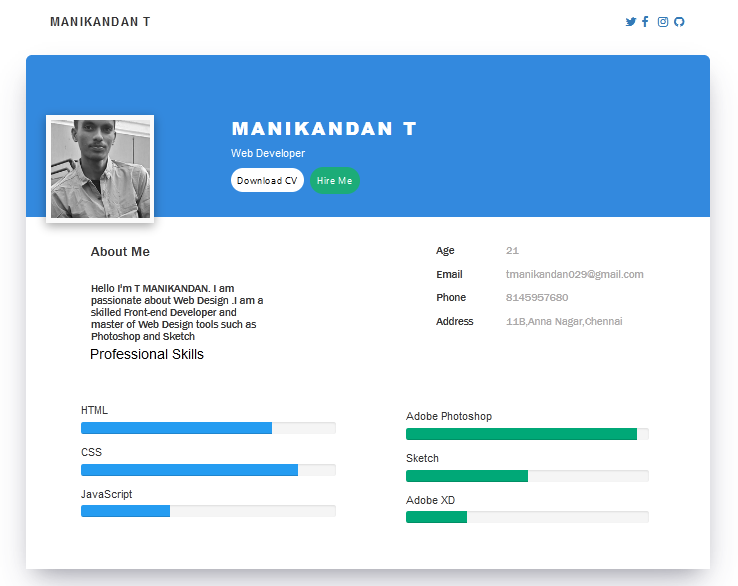 MANIKANDAN T
MANIKANDAN T
Web Developer
Download CV
Hire Me
About Me
Hello I'm T MANIKANDAN. I am
passionate about Web Design .I am a
skilled Front-end Developer and
master of Web Design tools such as
Photoshop and Sketch
Age 21
Email tmanikandan029@gmail.com
Phone 8145957680
Address 11B,Anna Nagar,Chennai
Professional Skills
HTML
CSS
JavaScript
Adobe Photoshop
Sketch
Adobe XD